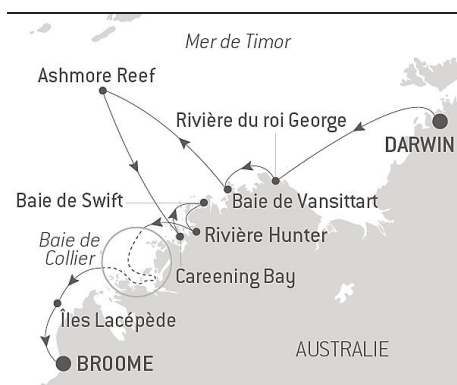 Mer de Timor
Ashmore Reef
Rivière du roi George
DARWIN
Baie de Swift
Baie de Vansittart
Baie de
Collier
Rivière Hunter
Careening Bay
Îles Lacépède
BROOME
AUSTRALIE